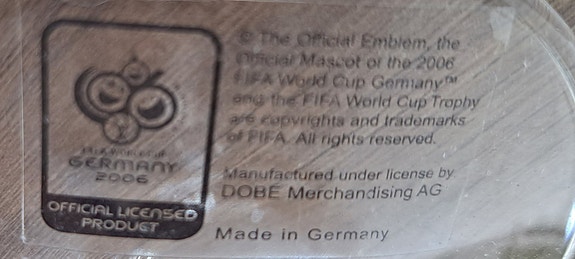 FIFA WORLD CUP
GERMANY
2006
OFFICIAL LICENSED
PRODUCT
© The Official Emblem, the
Official Mascot of the 2006
FIFA World Cup Germany™
and the FIFA World Cup Trophy
are copyrights and trademarks
of FIFA. All rights reserved.
Manufactured under license by
DOBE Merchandising AG
Made in Germany